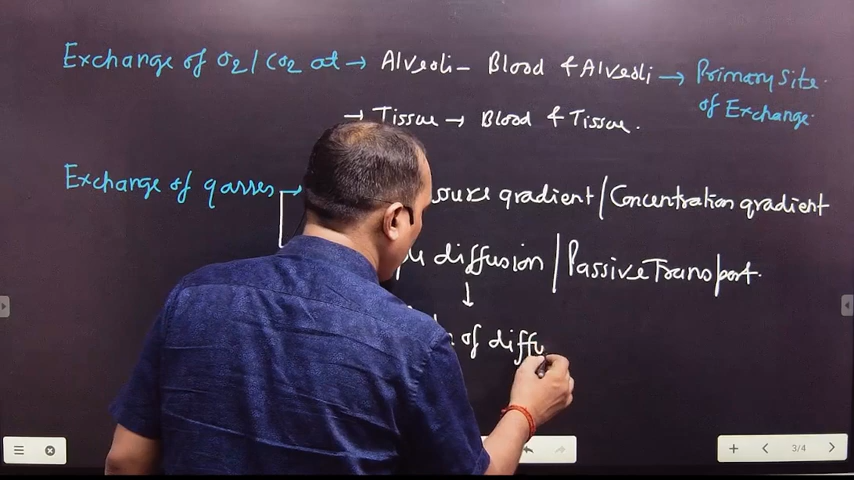 Exchange of O2/CO2 at → Alveoli - Blood & Alveoli → Primary Site
of Exchange.
→ Tissue → Blood & Tissue.
Exchange of gasses → gradient/Concentration gradient
diffusion/Passive Transport.
↓
of diffu
3/4